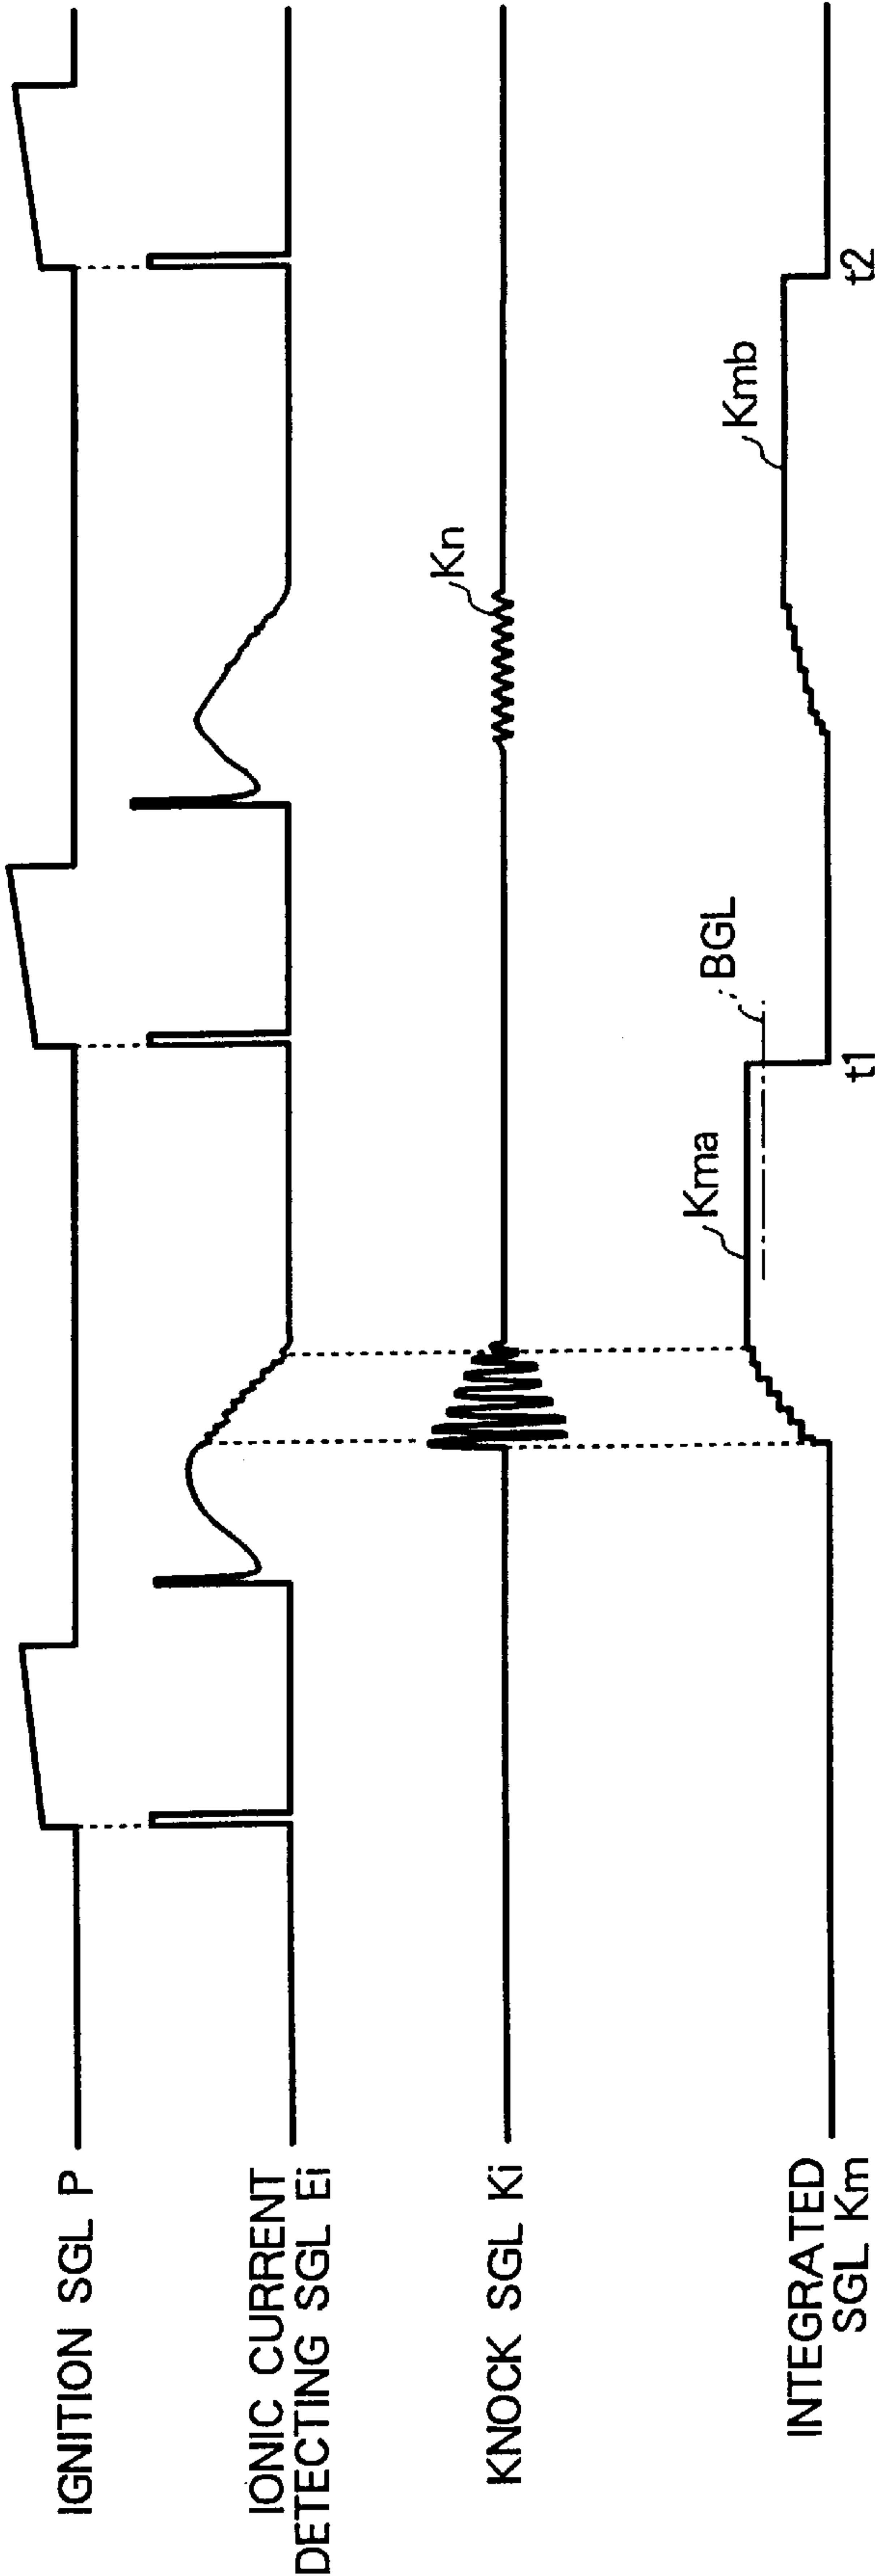 IGNITION SGL P
IONIC CURRENT
DETECTING SGL Ei
KNOCK SGL Ki
Kn
INTEGRATED
SGL Km
Kma
BGL
Kmb
t1
t2